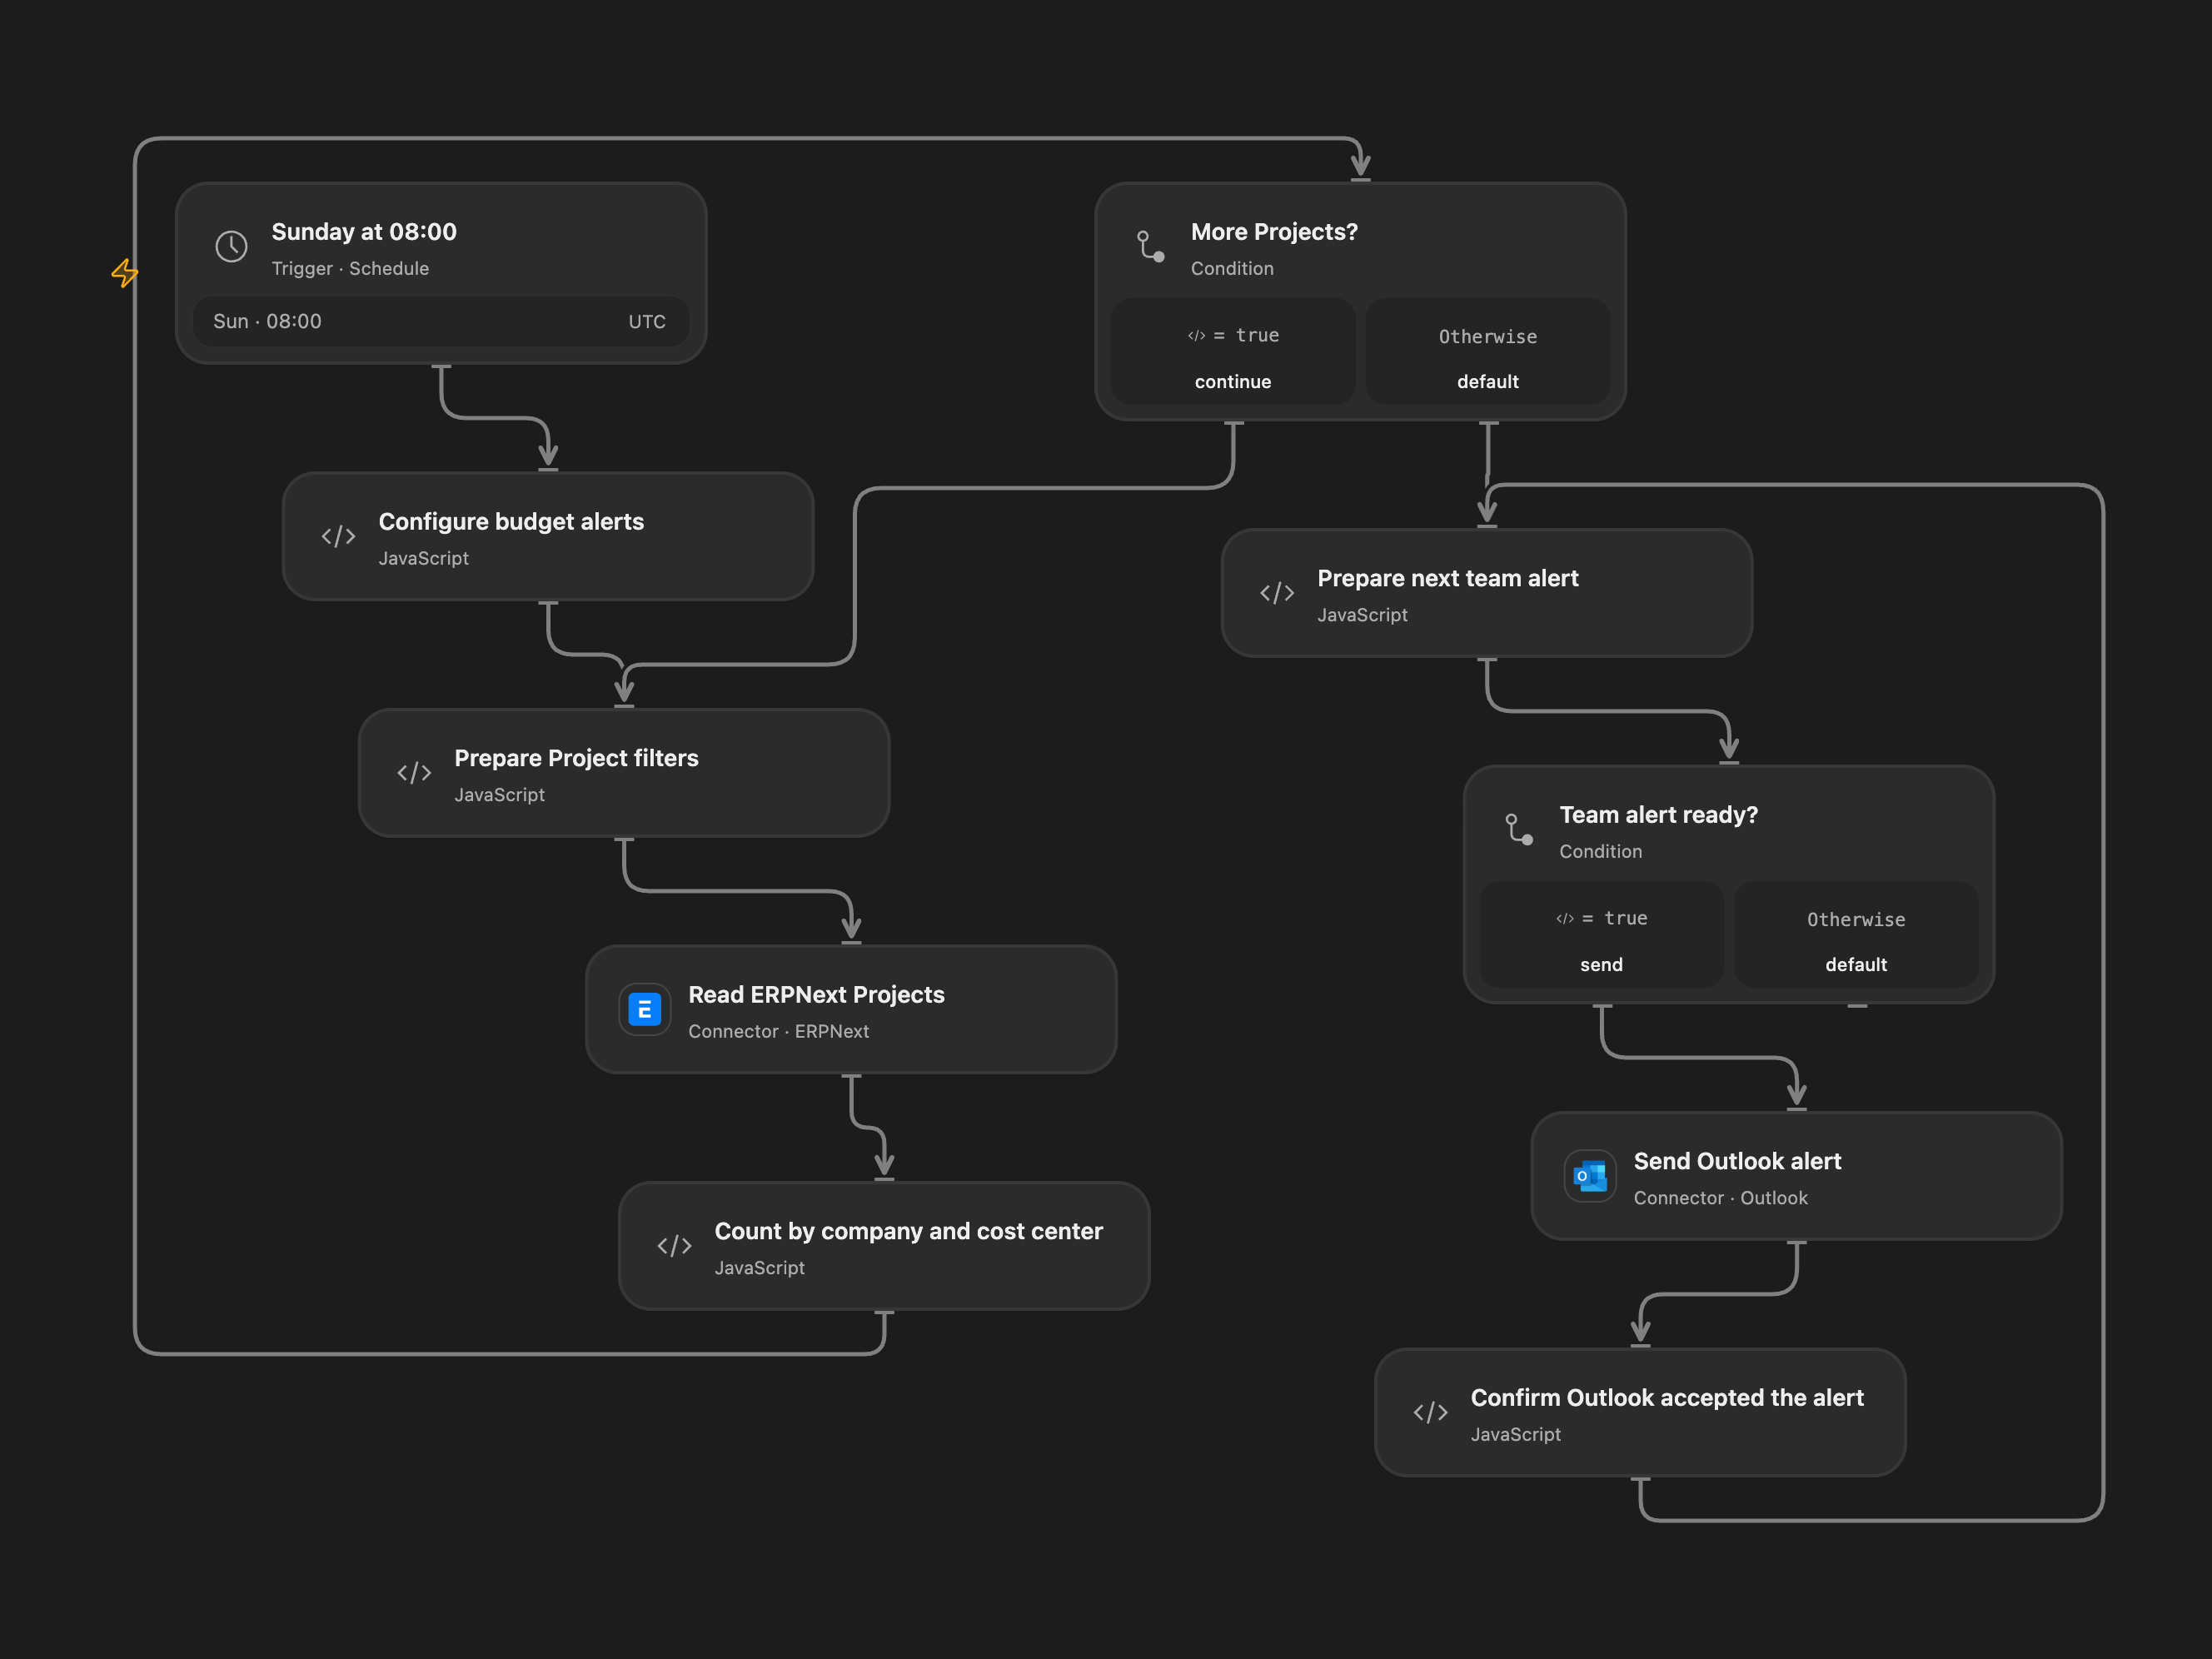 Sunday at 08:00
Trigger · Schedule
Sun · 08:00 UTC
Configure budget alerts
JavaScript
Prepare Project filters
JavaScript
Read ERPNext Projects
Connector · ERPNext
Count by company and cost center
JavaScript
More Projects?
Condition
</> = true
continue
Otherwise
default
Prepare next team alert
JavaScript
Team alert ready?
Condition
</> = true
send
Otherwise
default
Send Outlook alert
Connector · Outlook
Confirm Outlook accepted the alert
JavaScript